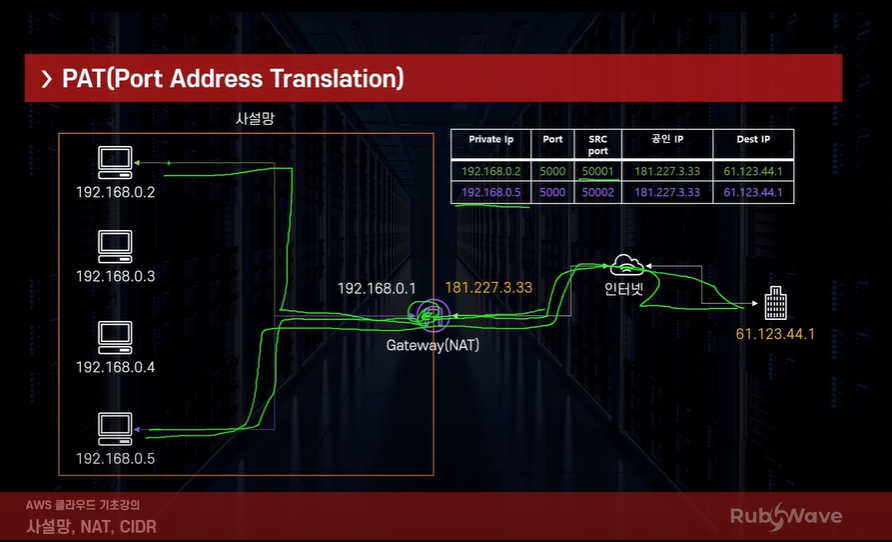 › PAT(Port Address Translation)
사설망
192.168.0.2
192.168.0.3
192.168.0.4
192.168.0.5
192.168.0.1
181.227.3.33
Gateway(NAT)
Private Ip Port SRC port 공인 IP Dest IP
192.168.0.2 5000 50001 181.227.3.33 61.123.44.1
192.168.0.5 5000 50002 181.227.3.33 61.123.44.1
인터넷
61.123.44.1
AWS 클라우드 기초강의
사설망, NAT, CIDR
RubyWave